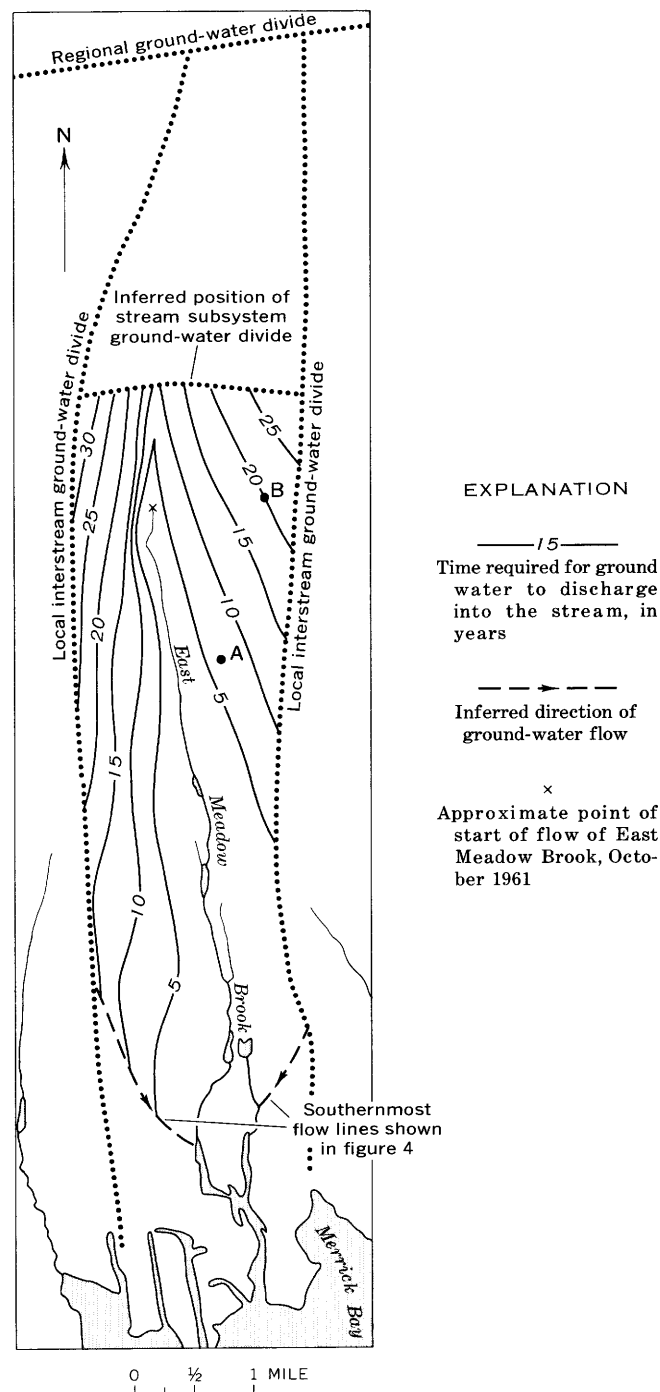 Regional ground-water divide
N
Inferred position of
stream subsystem
ground-water divide
Local interstream ground-water divide
Local interstream ground-water divide
30
25
20
15
10
5
25
20
B
15
10
A
5
East
Meadow
Brook
Southernmost
flow lines shown
in figure 4
Merrick Bay
0 ½ 1 MILE
EXPLANATION
15
Time required for ground
water to discharge
into the stream, in
years
Inferred direction of
ground-water flow
×
Approximate point of
start of flow of East
Meadow Brook, Octo-
ber 1961